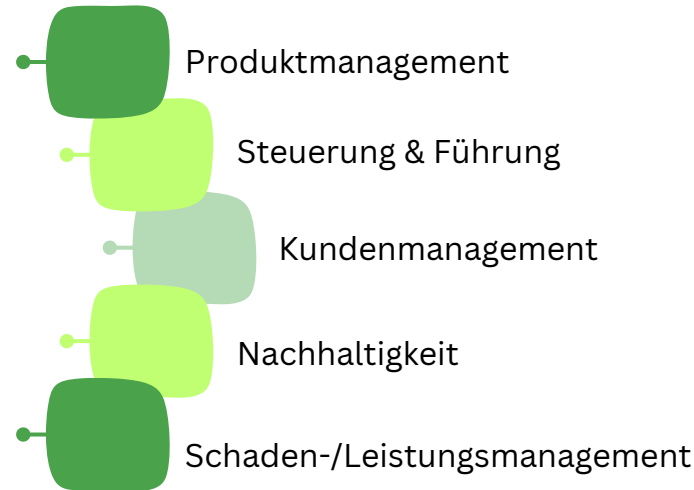 Produktmanagement
Steuerung & Führung
Kundenmanagement
Nachhaltigkeit
Schaden-/Leistungsmanagement